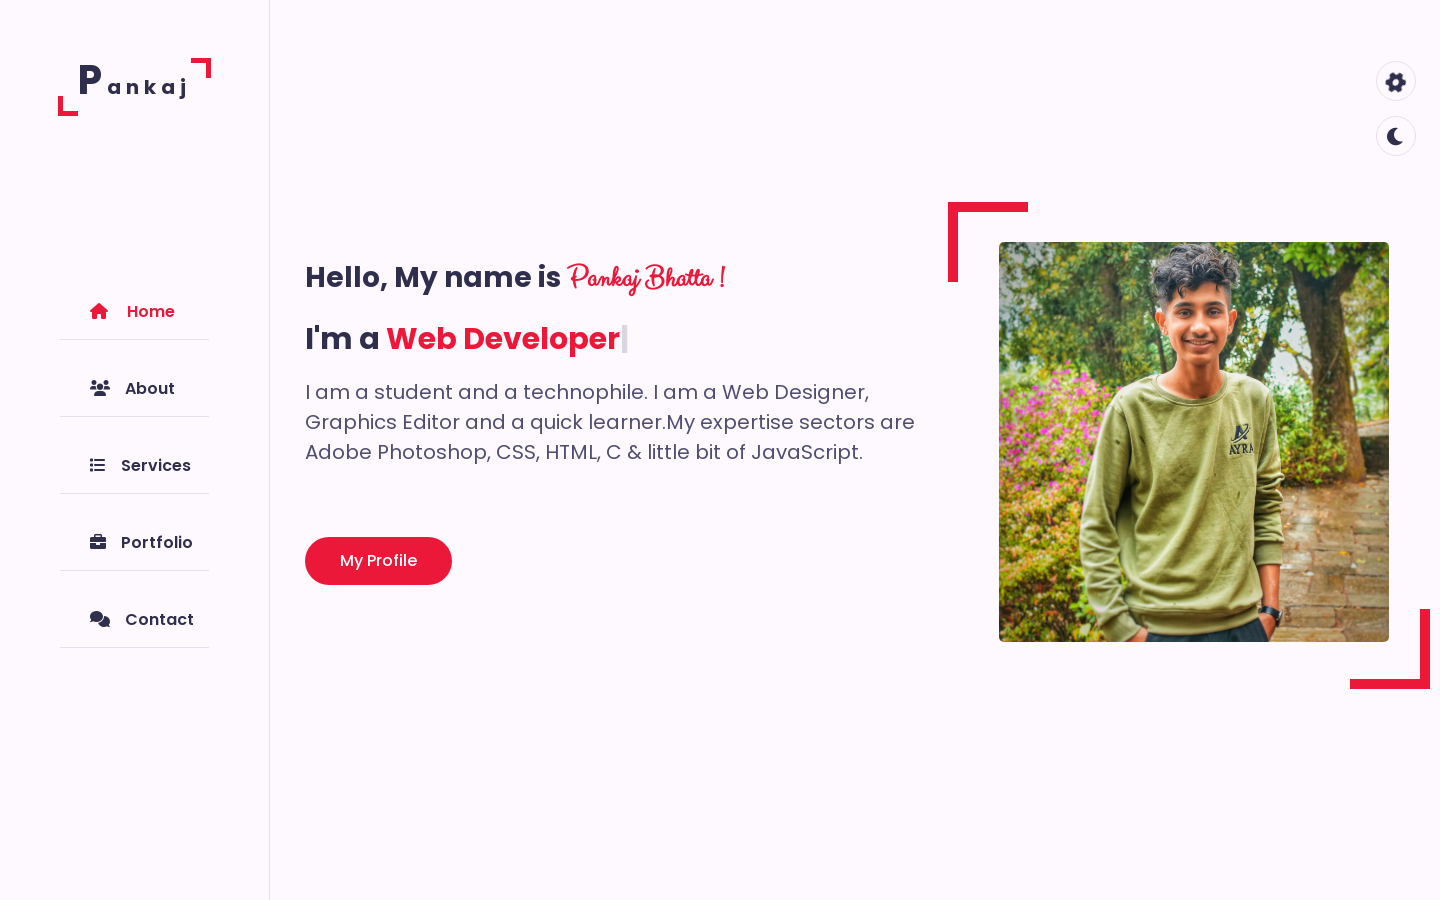 Pankaj
Home
About
Services
Portfolio
Contact
Hello, My name is Pankaj Bhatta !
I'm a Web Developer
I am a student and a technophile. I am a Web Designer,
Graphics Editor and a quick learner.My expertise sectors are
Adobe Photoshop, CSS, HTML, C & little bit of JavaScript.
My Profile
AYRA